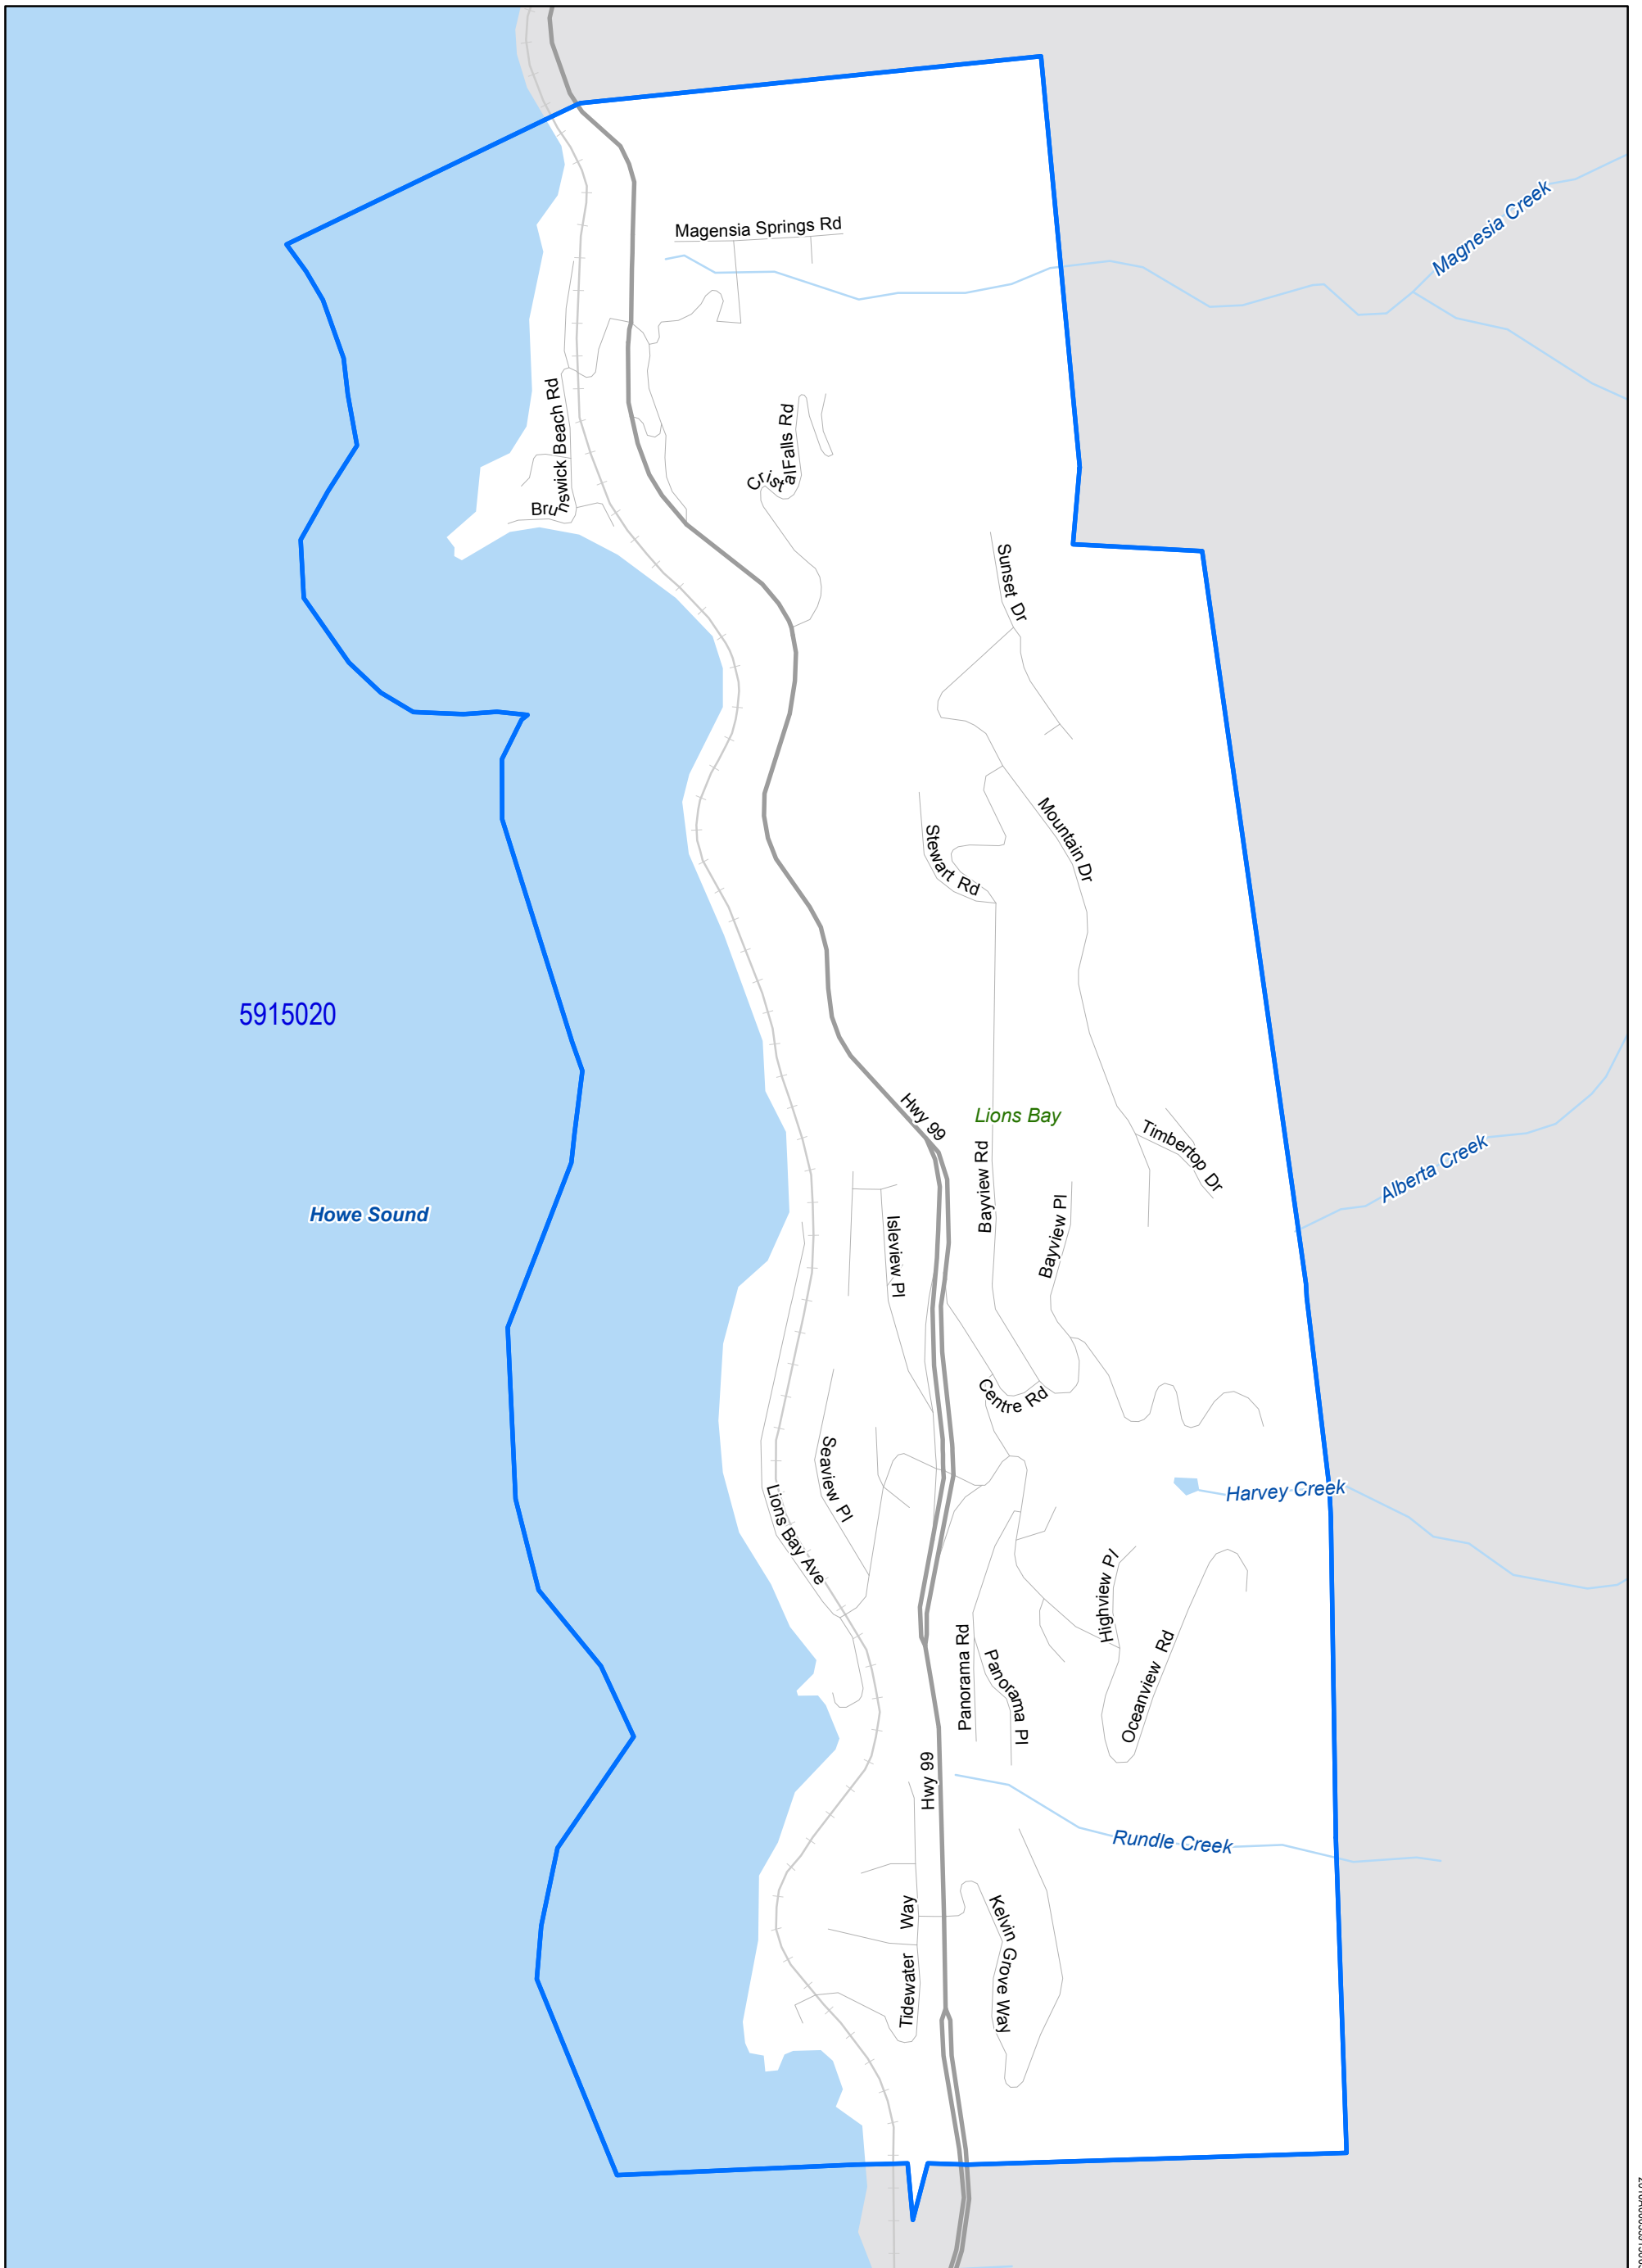 Magnesia Creek
Magensia Springs Rd
Brunswick Beach Rd
Cristal Falls Rd
Sunset Dr
Mountain Dr
Stewart Rd
5915020
Hwy 99
Lions Bay
Timbertop Dr
Alberta Creek
Bayview Rd
Bayview Pl
Howe Sound
Isleview Pl
Centre Rd
Seaview Pl
Harvey Creek
Lions Bay Ave
Highview Pl
Panorama Rd
Panorama Pl
Oceanview Rd
Hwy 99
Rundle Creek
Tidewater Way
Kelvin Grove Way